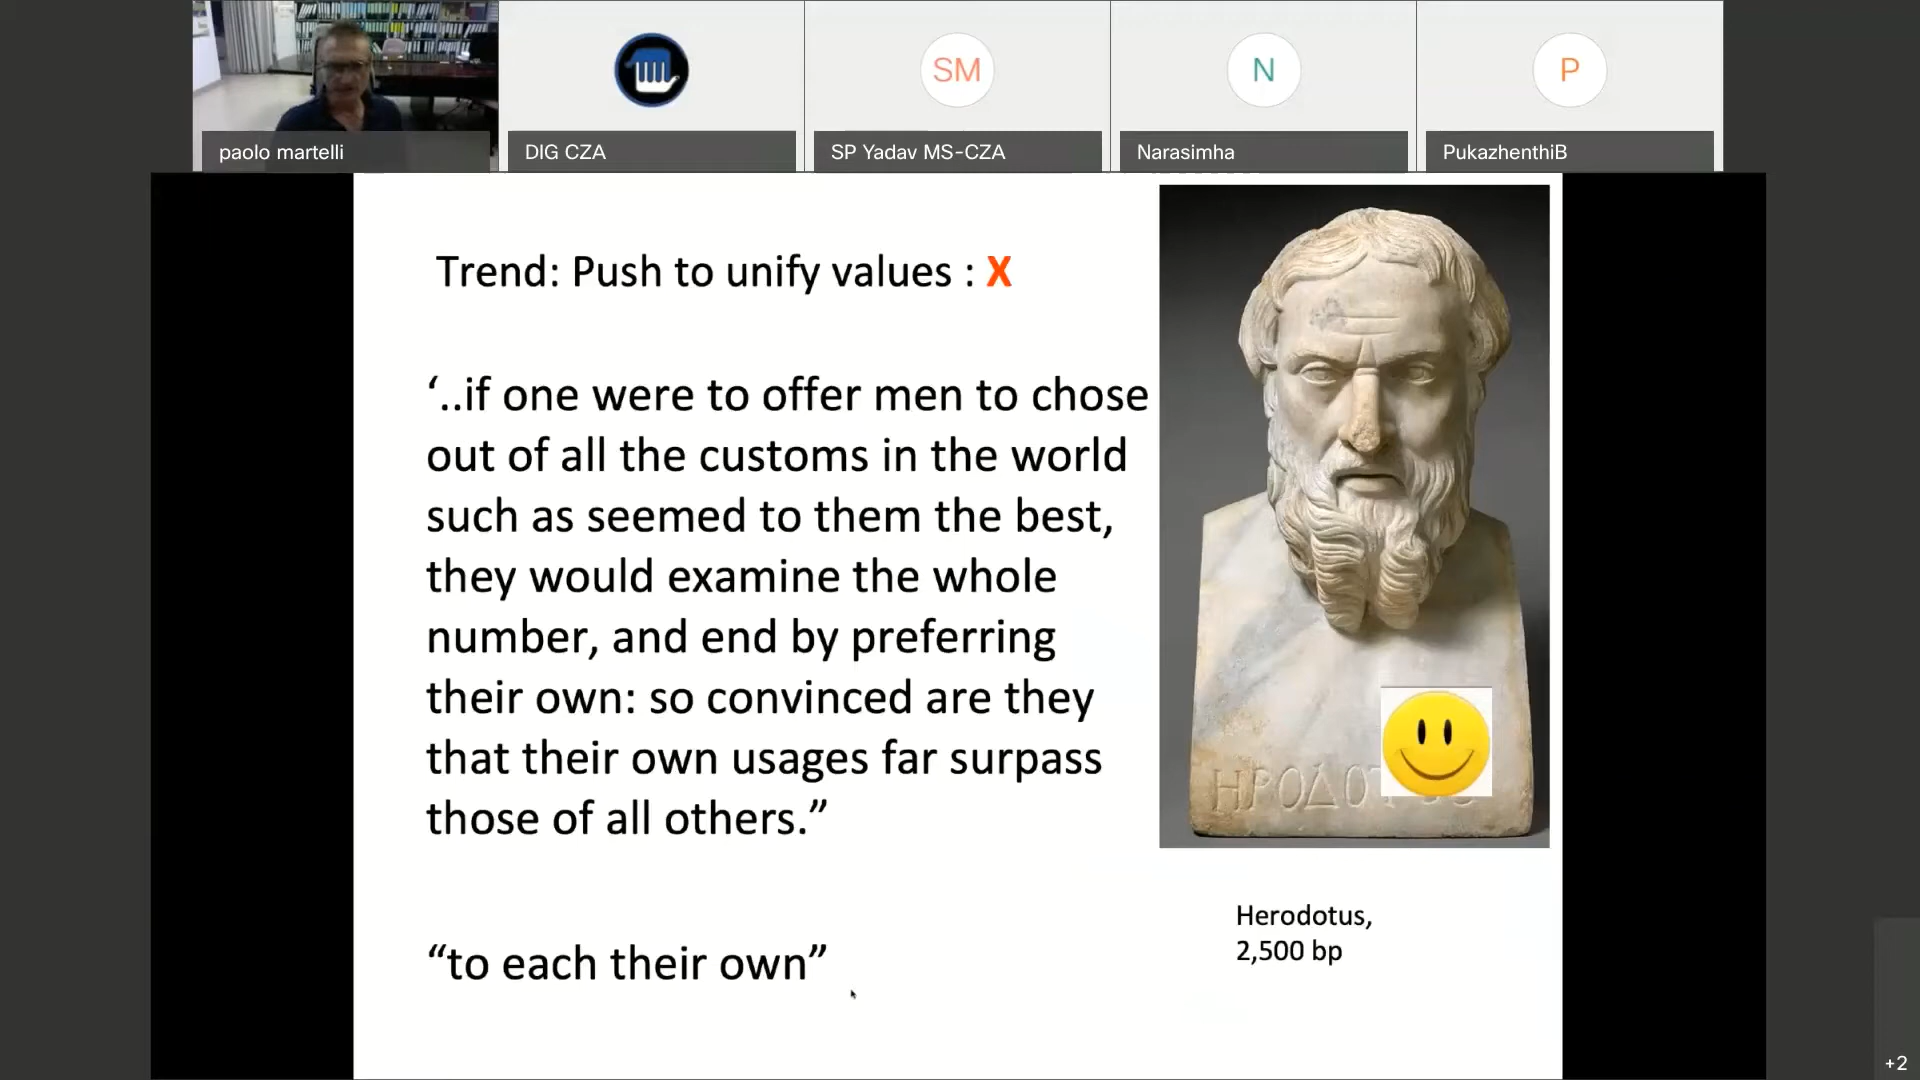 paolo martelli
DIG CZA
SM
SP Yadav MS-CZA
N
Narasimha
P
PukazhenthiB
Trend: Push to unify values : X
‘..if one were to offer men to chose
out of all the customs in the world
such as seemed to them the best,
they would examine the whole
number, and end by preferring
their own: so convinced are they
that their own usages far surpass
those of all others.”
“to each their own”
ΗΡΟΔΟΤ
Herodotus,
2,500 bp
+2